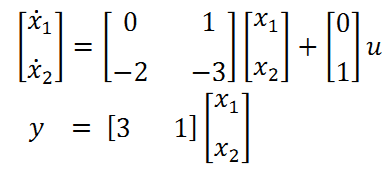 [ẋ₁ ẋ₂] = [0 1 −2 −3] [x₁ x₂] + [0 1] u
y = [3 1] [x₁ x₂]